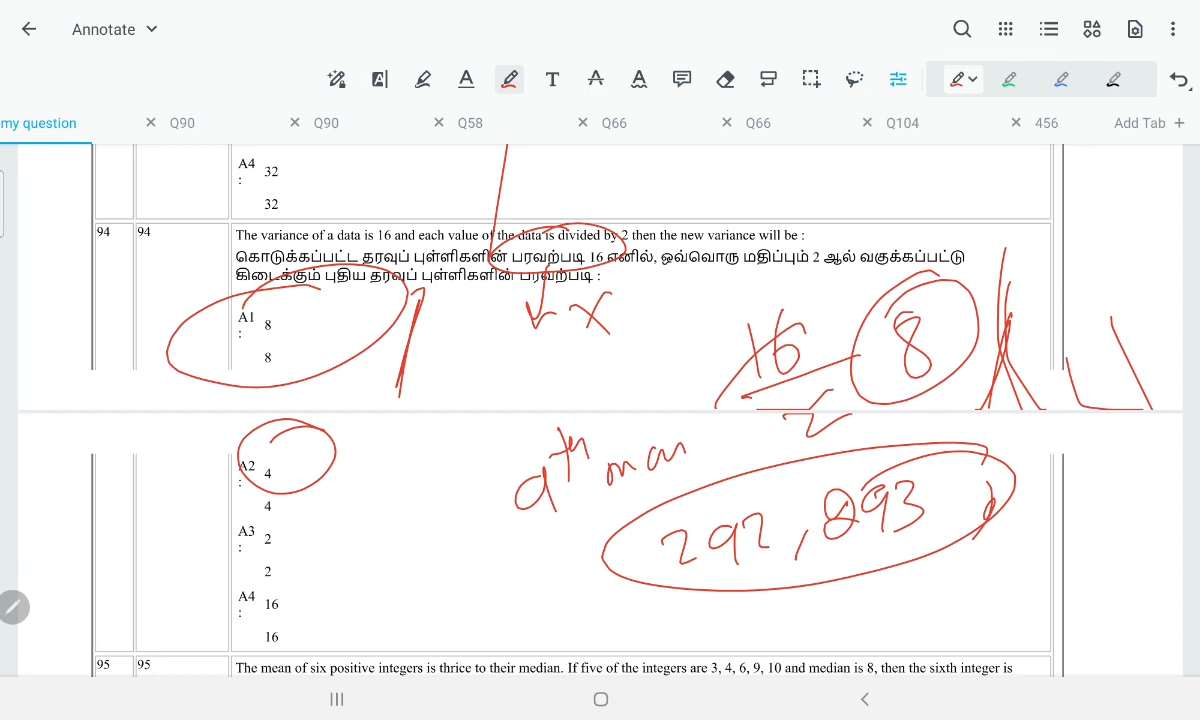 Annotate
my question
Q90
Q90
Q58
Q66
Q66
Q104
456
Add Tab +
A4 : 32
32
94 94 The variance of a data is 16 and each value of the data is divided by 2 then the new variance will be :
கொடுக்கப்பட்ட தரவுப் புள்ளிகளின் பரவற்படி 16 எனில், ஒவ்வொரு மதிப்பும் 2 ஆல் வகுக்கப்பட்டு
கிடைக்கும் புதிய தரவுப் புள்ளிகளின் பரவற்படி :
A1 : 8
8
16
2
8
A2 : 4
4
A3 : 2
2
A4 : 16
16
292, 893
95 95 The mean of six positive integers is thrice to their median. If five of the integers are 3, 4, 6, 9, 10 and median is 8, then the sixth integer is